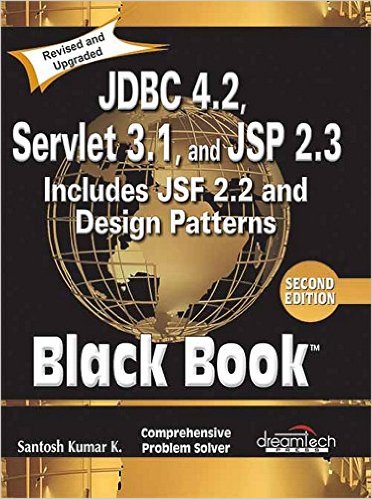 Revised and
Upgraded
JDBC 4.2,
Servlet 3.1, and JSP 2.3
Includes JSF 2.2 and
Design Patterns
SECOND
EDITION
Black Book™
Santosh Kumar K.
Comprehensive
Problem Solver
dreamtech
PRESS